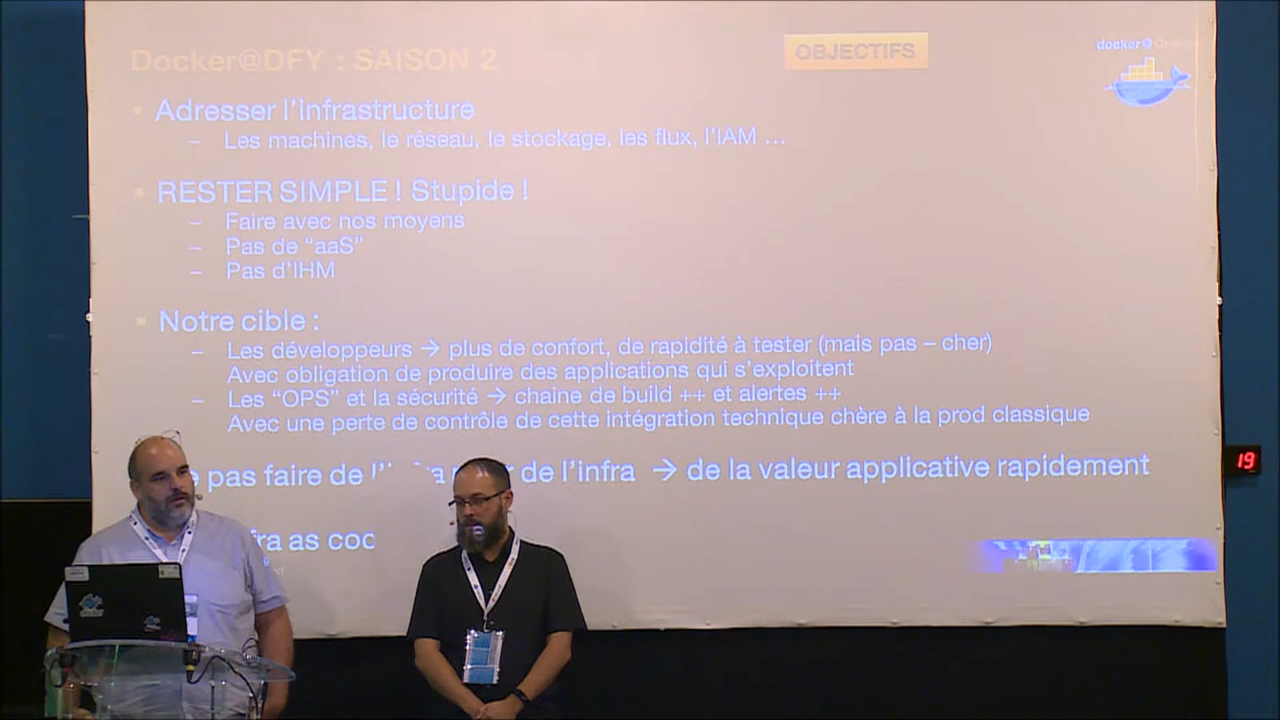 Docker@DFY : SAISON 2
OBJECTIFS
docker@Orange
▪ Adresser l'infrastructure
– Les machines, le réseau, le stockage, les flux, l'IAM ...
▪ RESTER SIMPLE ! Stupide !
– Faire avec nos moyens
– Pas de "aaS"
– Pas d'IHM
▪ Notre cible :
– Les développeurs → plus de confort, de rapidité à tester (mais pas – cher)
Avec obligation de produire des applications qui s'exploitent
– Les "OPS" et la sécurité → chaine de build ++ et alertes ++
Avec une perte de contrôle de cette intégration technique chère à la prod classique
pas faire de l'infra de l'infra → de la valeur applicative rapidement
as
19